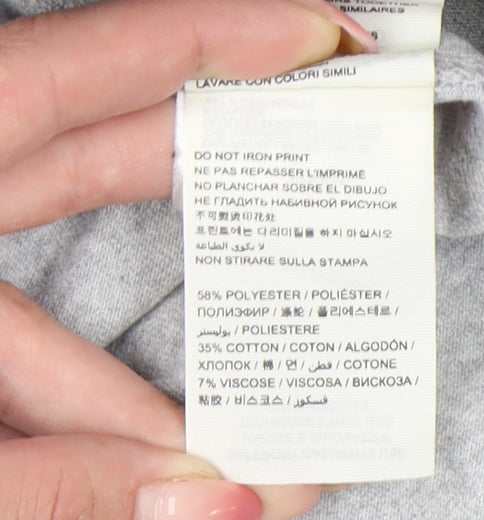 SIMILAIRES
LAVARE CON COLORI SIMILI
DO NOT IRON PRINT
NE PAS REPASSER L'IMPRIMÉ
NO PLANCHAR SOBRE EL DIBUJO
НЕ ГЛАДИТЬ НАБИВНОЙ РИСУНОК
不可熨烫印花处
프린트에는 다리미질을 하지 마십시오
لا تكوى الطباعة
NON STIRARE SULLA STAMPA
58% POLYESTER / POLIÉSTER /
ПОЛИЭФИР / 涤纶 / 폴리에스테르 /
بوليستر / POLIESTERE
35% COTTON / COTON / ALGODÓN /
ХЛОПОК / 棉 / 면 / قطن / COTONE
7% VISCOSE / VISCOSA / ВИСКОЗА /
粘胶 / 비스코스 / فسكوز